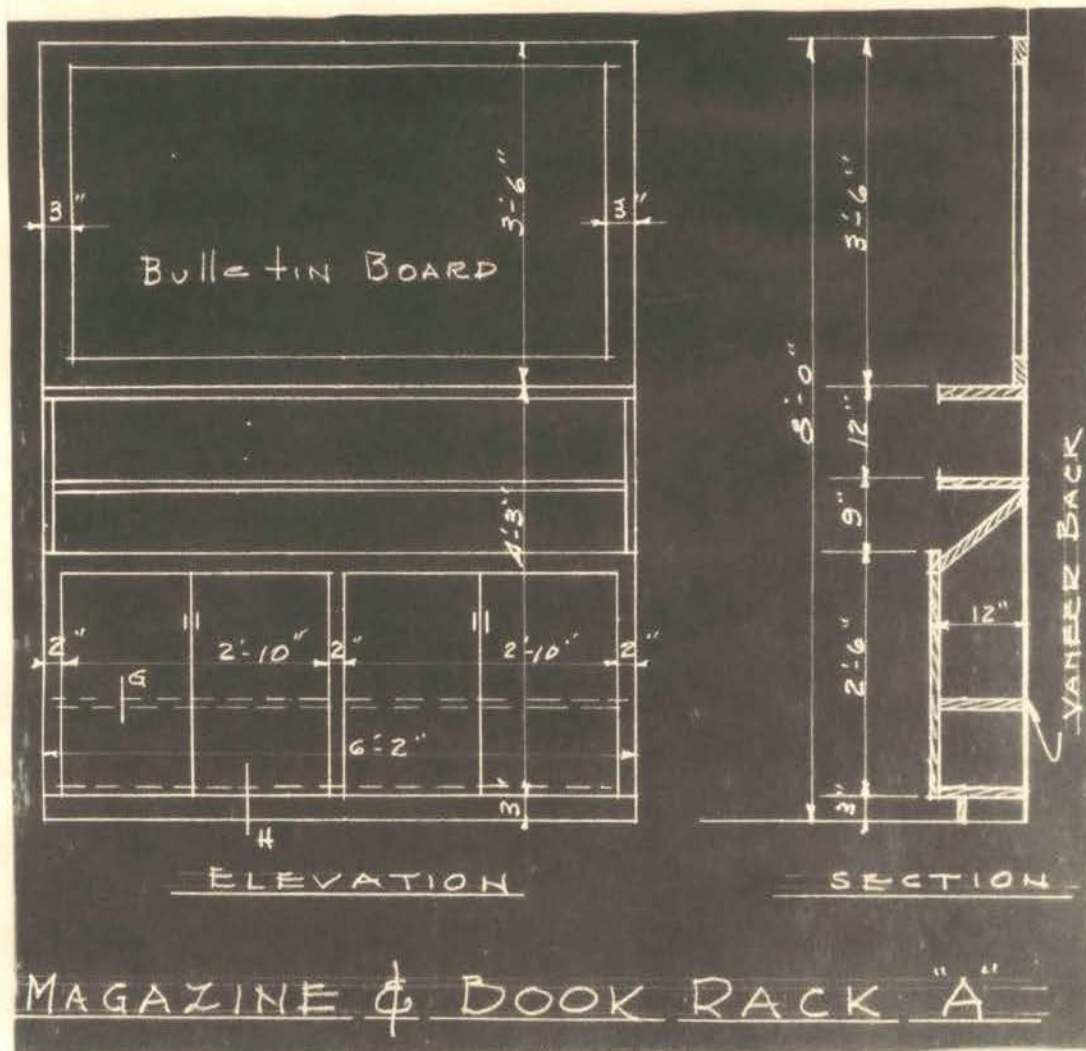 3"
3'-6"
3"
Bulletin BOARD
4'-3"
2"
2'-10"
2"
2'-10"
2"
G
6'-2"
3"
H
ELEVATION
8'-0"
3'-6"
12"
9"
2'-6"
3"
12"
VANEER BACK
SECTION
MAGAZINE & BOOK RACK "A"